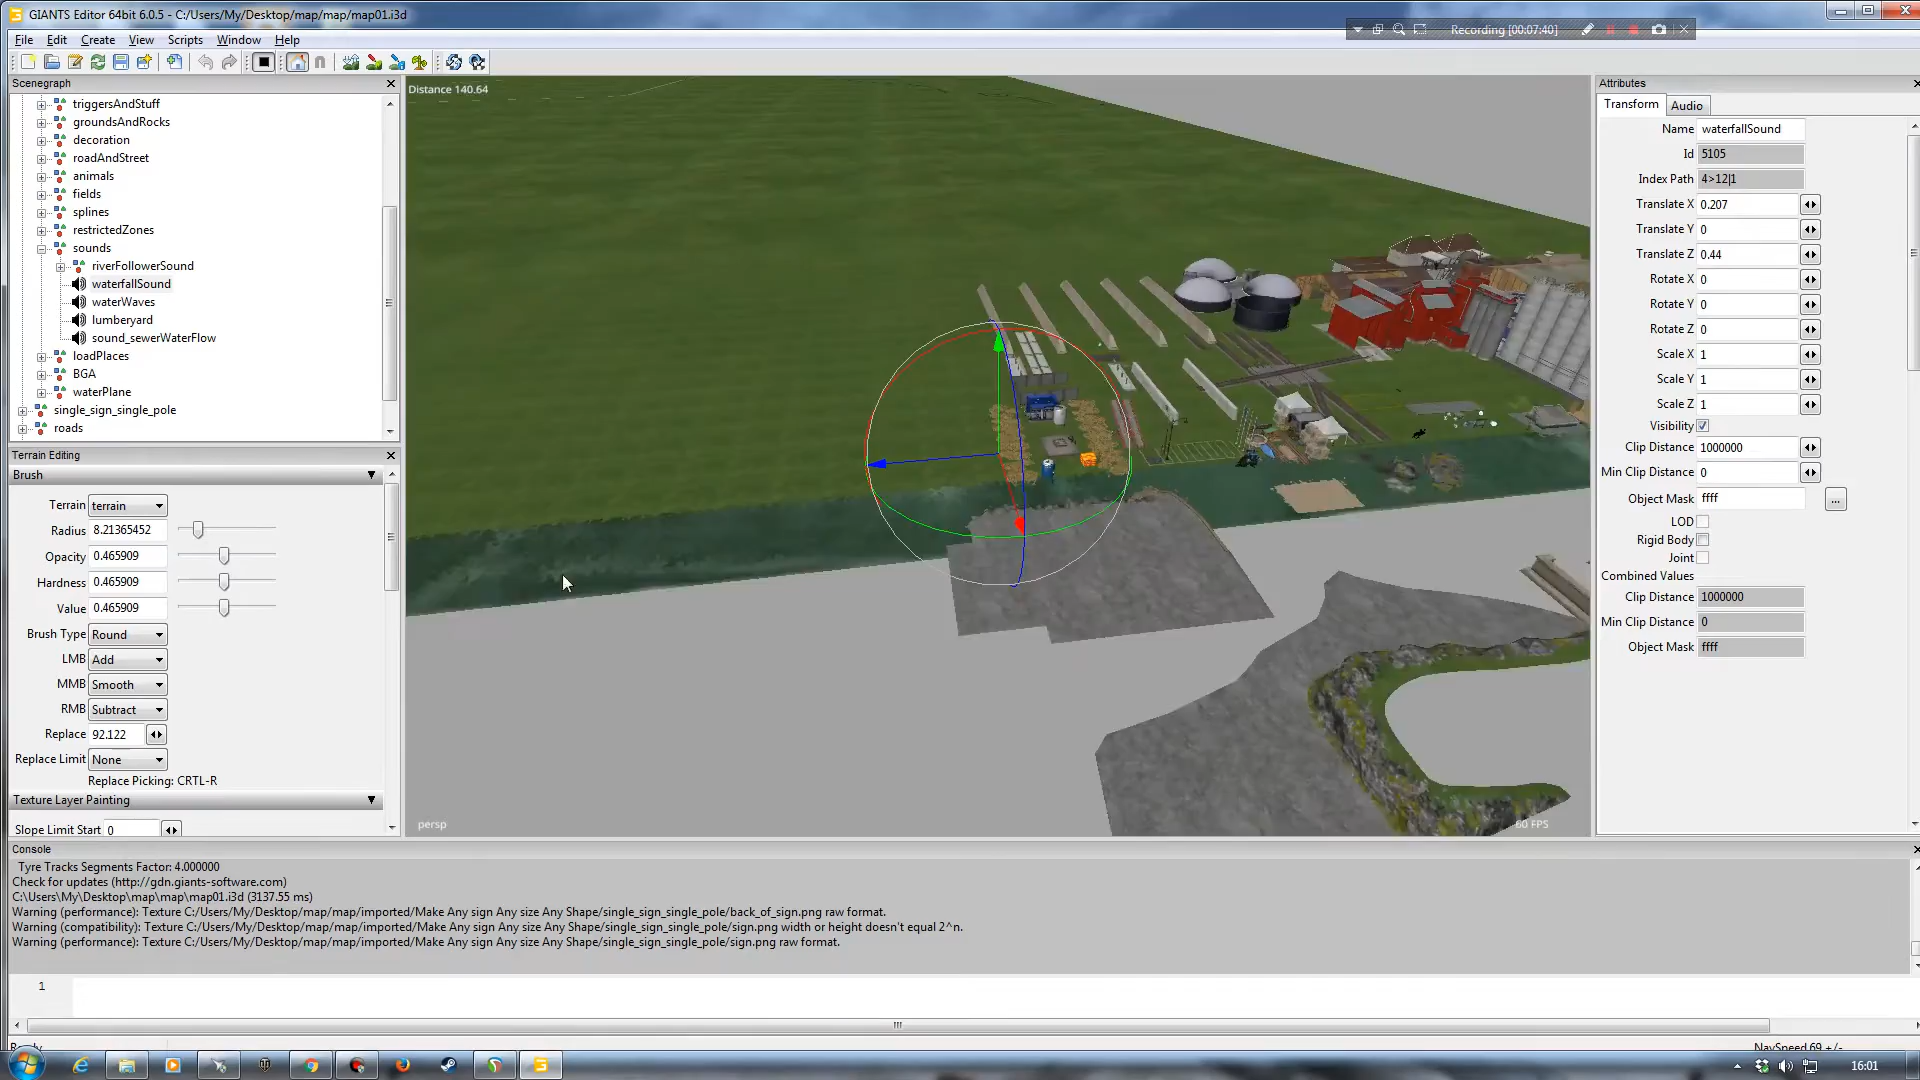 GIANTS Editor 64bit 6.0.5 - C:/Users/My/Desktop/map/map/map01.i3d
Recording [00:07:40]
File Edit Create View Scripts Window Help
Scenegraph
triggersAndStuff
groundsAndRocks
decoration
roadAndStreet
animals
fields
splines
restrictedZones
sounds
riverFollowerSound
waterfallSound
waterWaves
lumberyard
sound_sewerWaterFlow
loadPlaces
BGA
waterPlane
single_sign_single_pole
roads
Terrain Editing
Brush
Terrain terrain
Radius 8.21365452
Opacity 0.465909
Hardness 0.465909
Value 0.465909
Brush Type Round
LMB Add
MMB Smooth
RMB Subtract
Replace 92.122
Replace Limit None
Replace Picking: CRTL-R
Texture Layer Painting
Slope Limit Start 0
Distance 140.64
persp
60 FPS
Attributes
Transform Audio
Name waterfallSound
Id 5105
Index Path 4>12|1
Translate X 0.207
Translate Y 0
Translate Z 0.44
Rotate X 0
Rotate Y 0
Rotate Z 0
Scale X 1
Scale Y 1
Scale Z 1
Visibility
Clip Distance 1000000
Min Clip Distance 0
Object Mask ffff ...
LOD
Rigid Body
Joint
Combined Values
Clip Distance 1000000
Min Clip Distance 0
Object Mask ffff
Console
Tyre Tracks Segments Factor: 4.000000
Check for updates (http://gdn.giants-software.com)
C:\Users\My\Desktop\map\map\map01.i3d (3137.55 ms)
Warning (performance): Texture C:/Users/My/Desktop/map/map/imported/Make Any sign Any size Any Shape/single_sign_single_pole/back_of_sign.png raw format.
Warning (compatibility): Texture C:/Users/My/Desktop/map/map/imported/Make Any sign Any size Any Shape/single_sign_single_pole/sign.png width or height doesn't equal 2^n.
Warning (performance): Texture C:/Users/My/Desktop/map/map/imported/Make Any sign Any size Any Shape/single_sign_single_pole/sign.png raw format.
1
NavSpeed 69 +/-
16:01